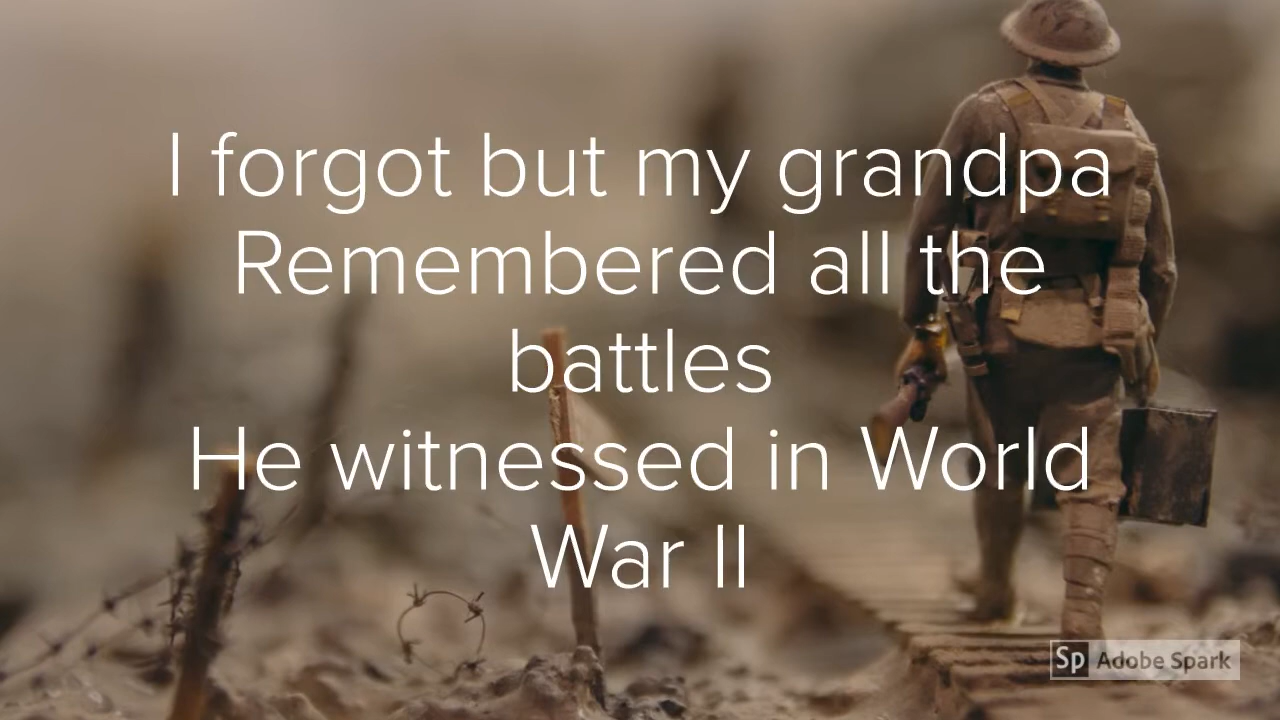 I forgot but my grandpa
Remembered all the
battles
He witnessed in World
War II
Sp Adobe Spark